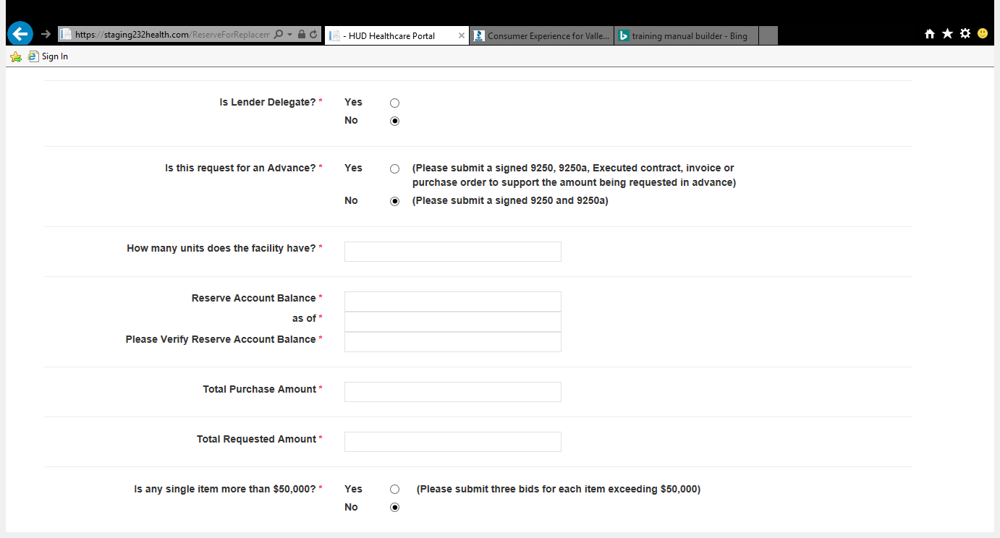 https://staging232health.com/ReserveForReplacem
- HUD Healthcare Portal
Consumer Experience for Valle...
training manual builder - Bing
Sign In
Is Lender Delegate? * Yes
No
Is this request for an Advance? * Yes (Please submit a signed 9250, 9250a, Executed contract, invoice or
purchase order to support the amount being requested in advance)
No (Please submit a signed 9250 and 9250a)
How many units does the facility have? *
Reserve Account Balance *
as of *
Please Verify Reserve Account Balance *
Total Purchase Amount *
Total Requested Amount *
Is any single item more than $50,000? * Yes (Please submit three bids for each item exceeding $50,000)
No